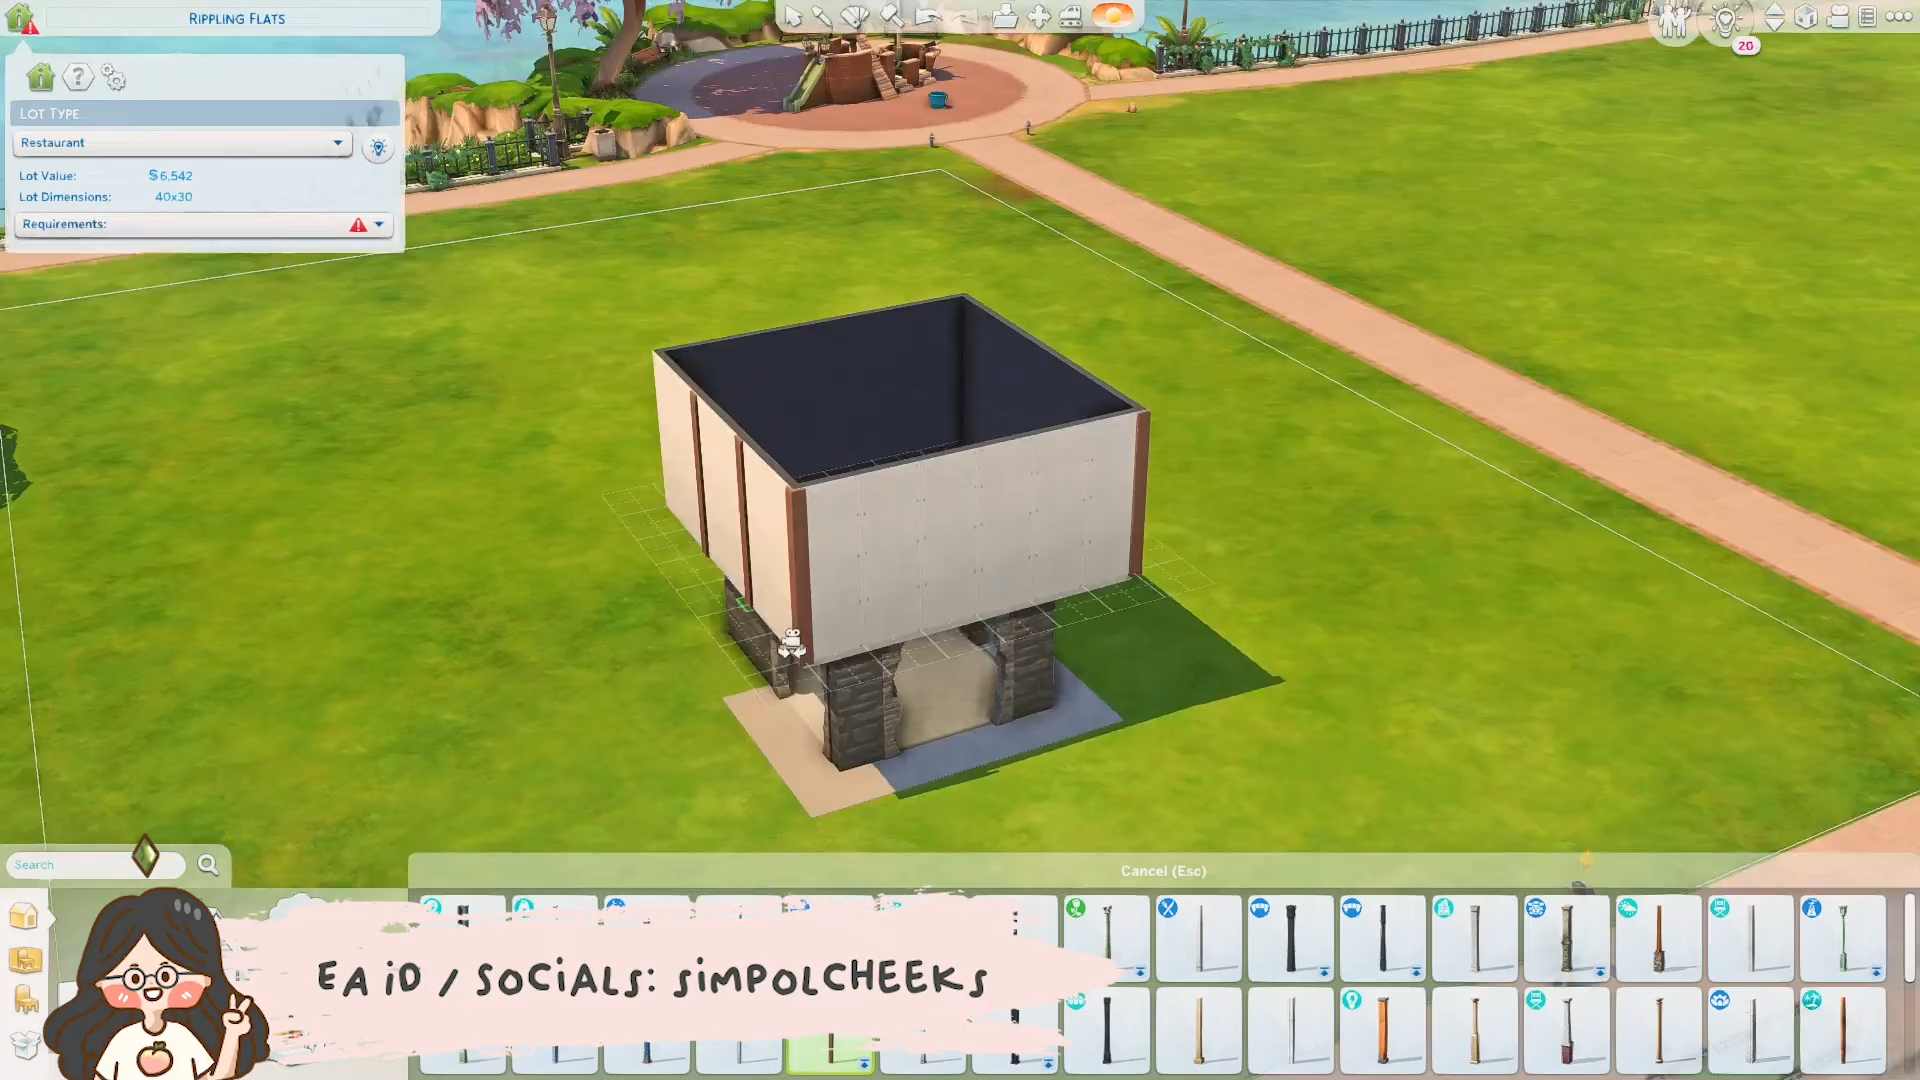 Rippling Flats
Lot Type
Restaurant
Lot Value: §6,542
Lot Dimensions: 40x30
Requirements:
20
Search
Cancel (Esc)
EA iD / SOCiALS: SiMPOLCHEEKS